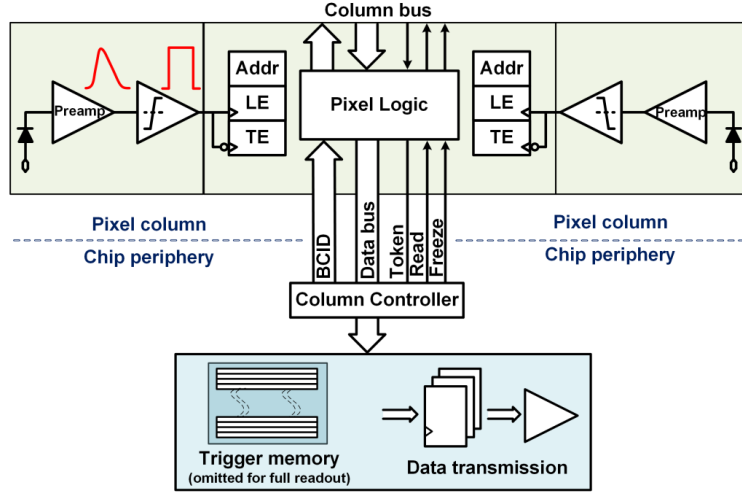 Column bus
Addr
LE
TE
Preamp
Pixel Logic
Addr
LE
TE
Preamp
Pixel column
Chip periphery
BCID
Data bus
Token
Read
Freeze
Pixel column
Chip periphery
Column Controller
Trigger memory
(omitted for full readout)
Data transmission